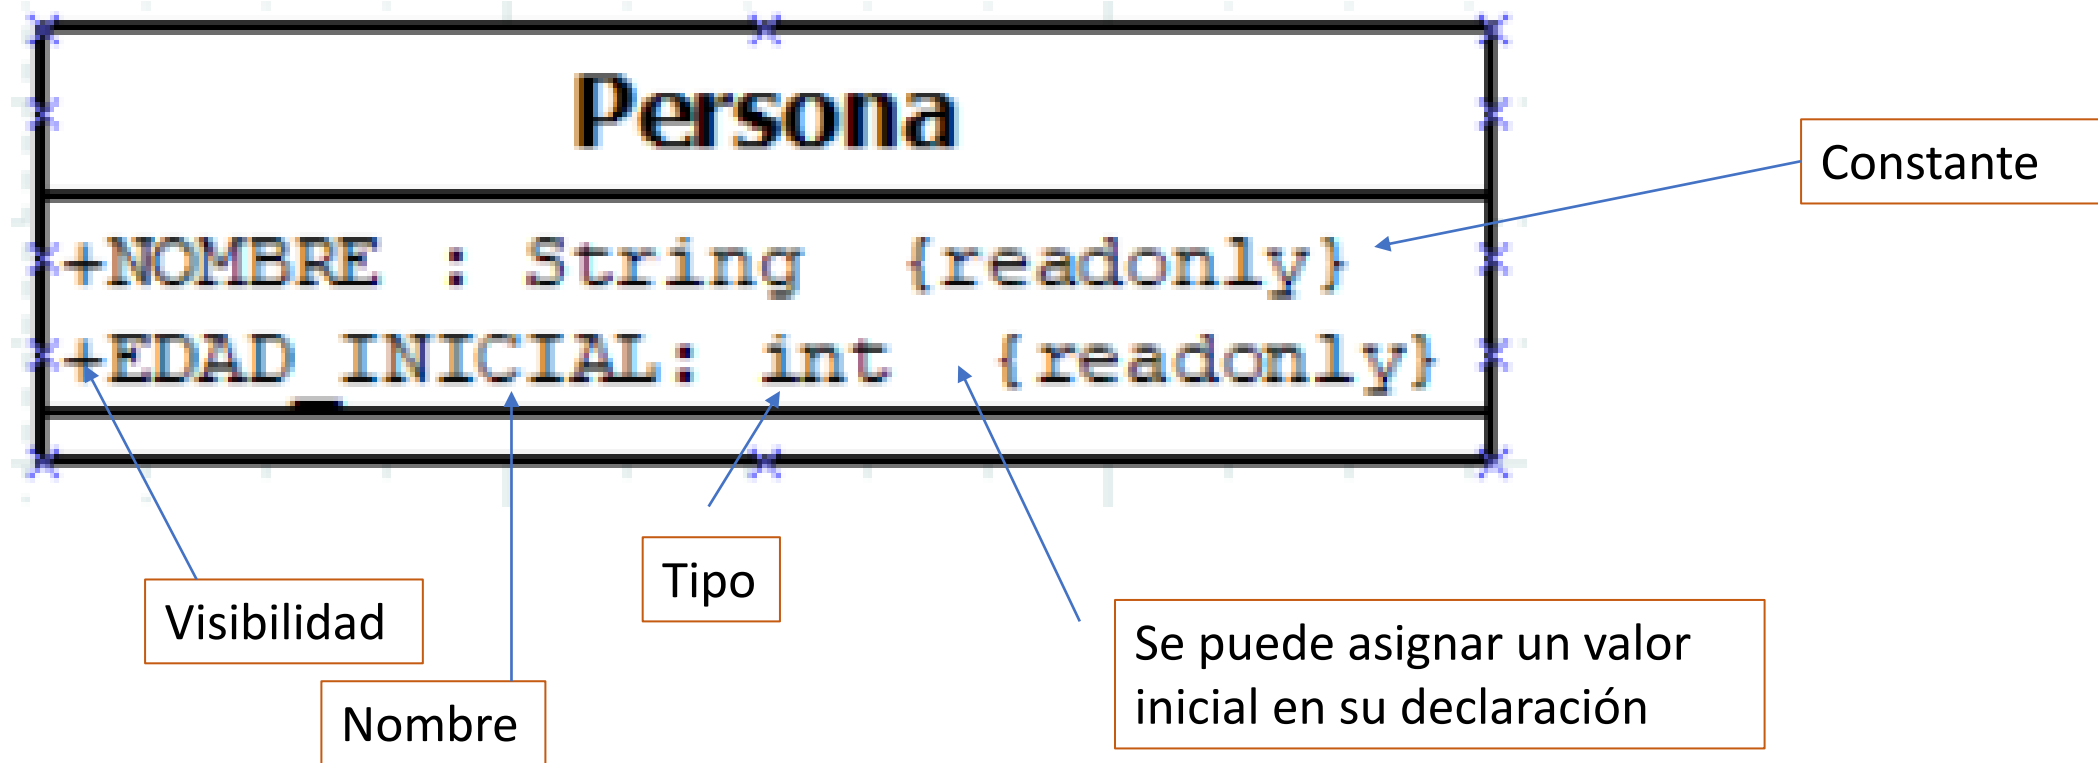 Persona
Constante
+NOMBRE : String {readonly}
+EDAD_INICIAL: int {readonly}
Tipo
Visibilidad
Se puede asignar un valor
inicial en su declaración
Nombre